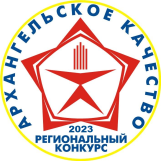 АРХАНГЕЛЬСКОЕ КАЧЕСТВО
2023
РЕГИОНАЛЬНЫЙ
КОНКУРС